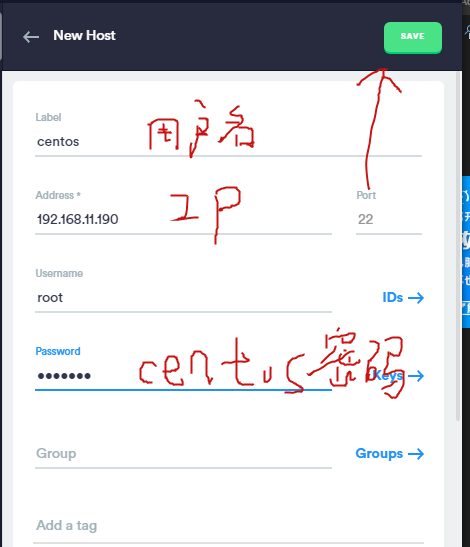 New Host
SAVE
Label
centos 用户名
Address *
Port
192.168.11.190 IP
22
Username
root
IDs
Password
••••••• centus密码
Keys
Group
Groups
Add a tag